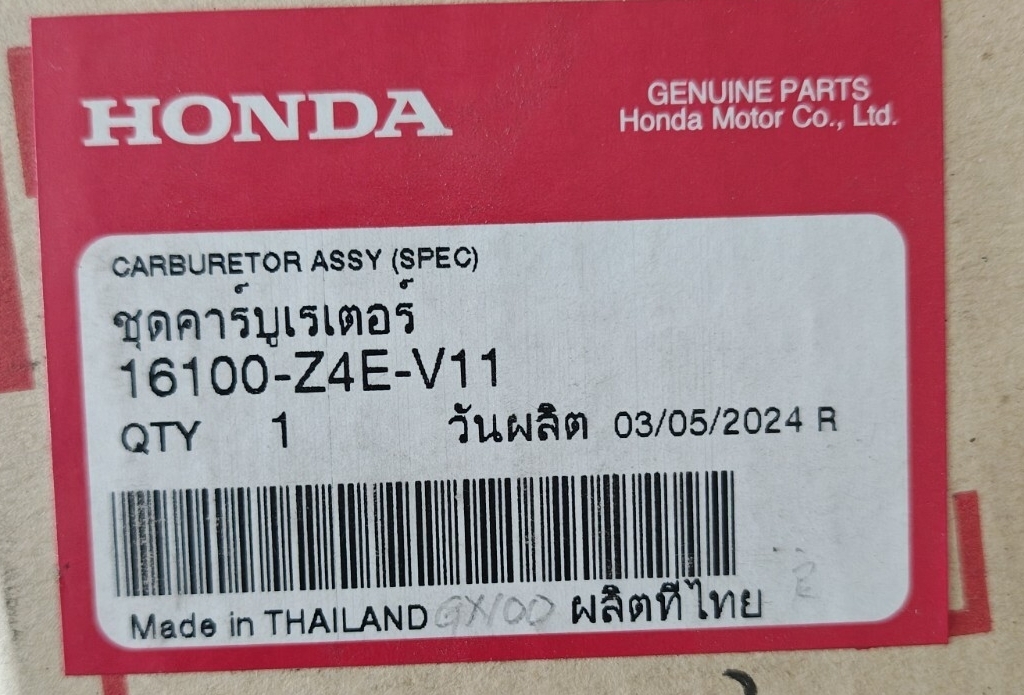 HONDA
GENUINE PARTS
Honda Motor Co., Ltd.
CARBURETOR ASSY (SPEC)
ชุดคาร์บูเรเตอร์
16100-Z4E-V11
QTY 1 วันผลิต 03/05/2024 R
Made in THAILAND GX100 ผลิตที่ไทย